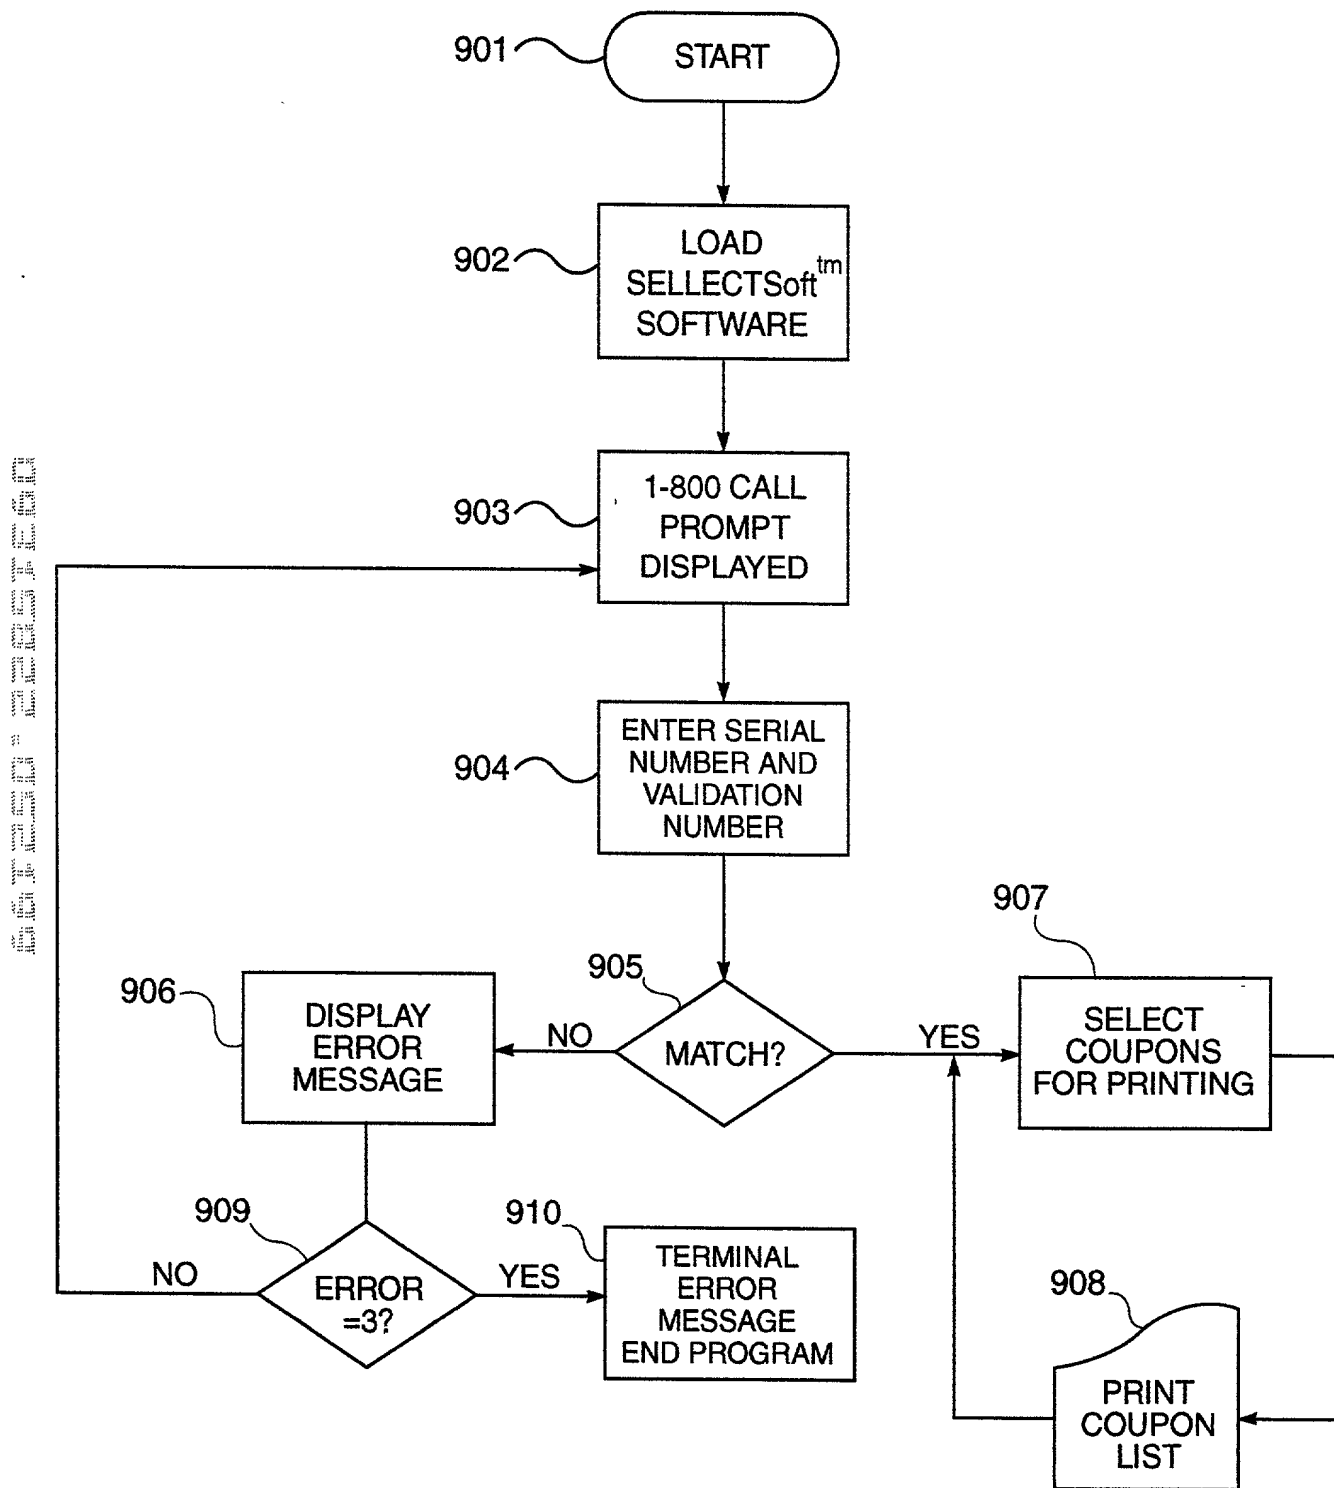 901
START
902
LOAD
SELLECTSoft™
SOFTWARE
903
1-800 CALL
PROMPT
DISPLAYED
904
ENTER SERIAL
NUMBER AND
VALIDATION
NUMBER
905
MATCH?
NO
YES
906
DISPLAY
ERROR
MESSAGE
907
SELECT
COUPONS
FOR PRINTING
909
ERROR
=3?
NO
YES
910
TERMINAL
ERROR
MESSAGE
END PROGRAM
908
PRINT
COUPON
LIST